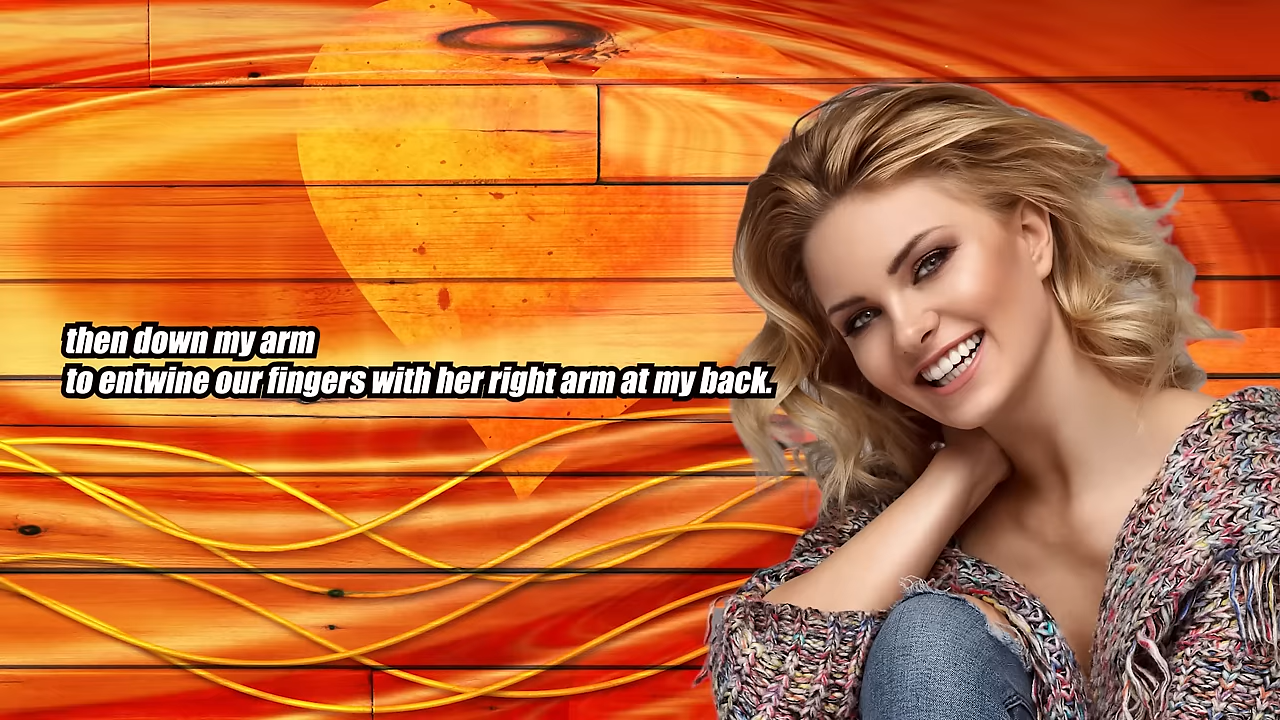 then down my arm
to entwine our fingers with her right arm at my back.